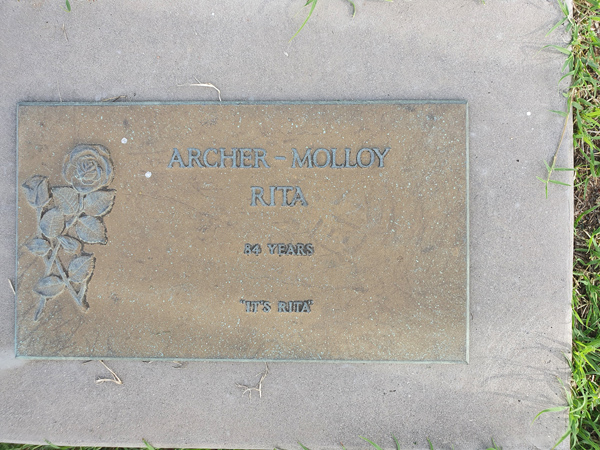 ARCHER - MOLLOY
RITA
84 YEARS
"IT'S RITA"